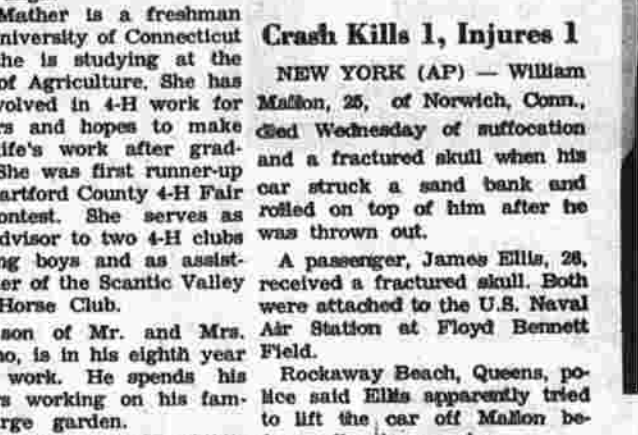 Mather is a freshman
niversity of Connecticut
he is studying at the
of Agriculture. She has
volved in 4-H work for
rs and hopes to make
ife's work after grad-
She was first runner-up
artford County 4-H Fair
ontest. She serves as
dvisor to two 4-H clubs
ng boys and as assist-
er of the Scantic Valley
Horse Club.
son of Mr. and Mrs.
no, is in his eighth year
work. He spends his
s working on his fam-
rge garden.
Crash Kills 1, Injures 1
NEW YORK (AP) — William
Mallon, 25, of Norwich, Conn.,
died Wednesday of suffocation
and a fractured skull when his
car struck a sand bank and
rolled on top of him after he
was thrown out.
A passenger, James Ellis, 26,
received a fractured skull. Both
were attached to the U.S. Naval
Air Station at Floyd Bennett
Field.
Rockaway Beach, Queens, po-
lice said Ellis apparently tried
to lift the car off Mallon be-